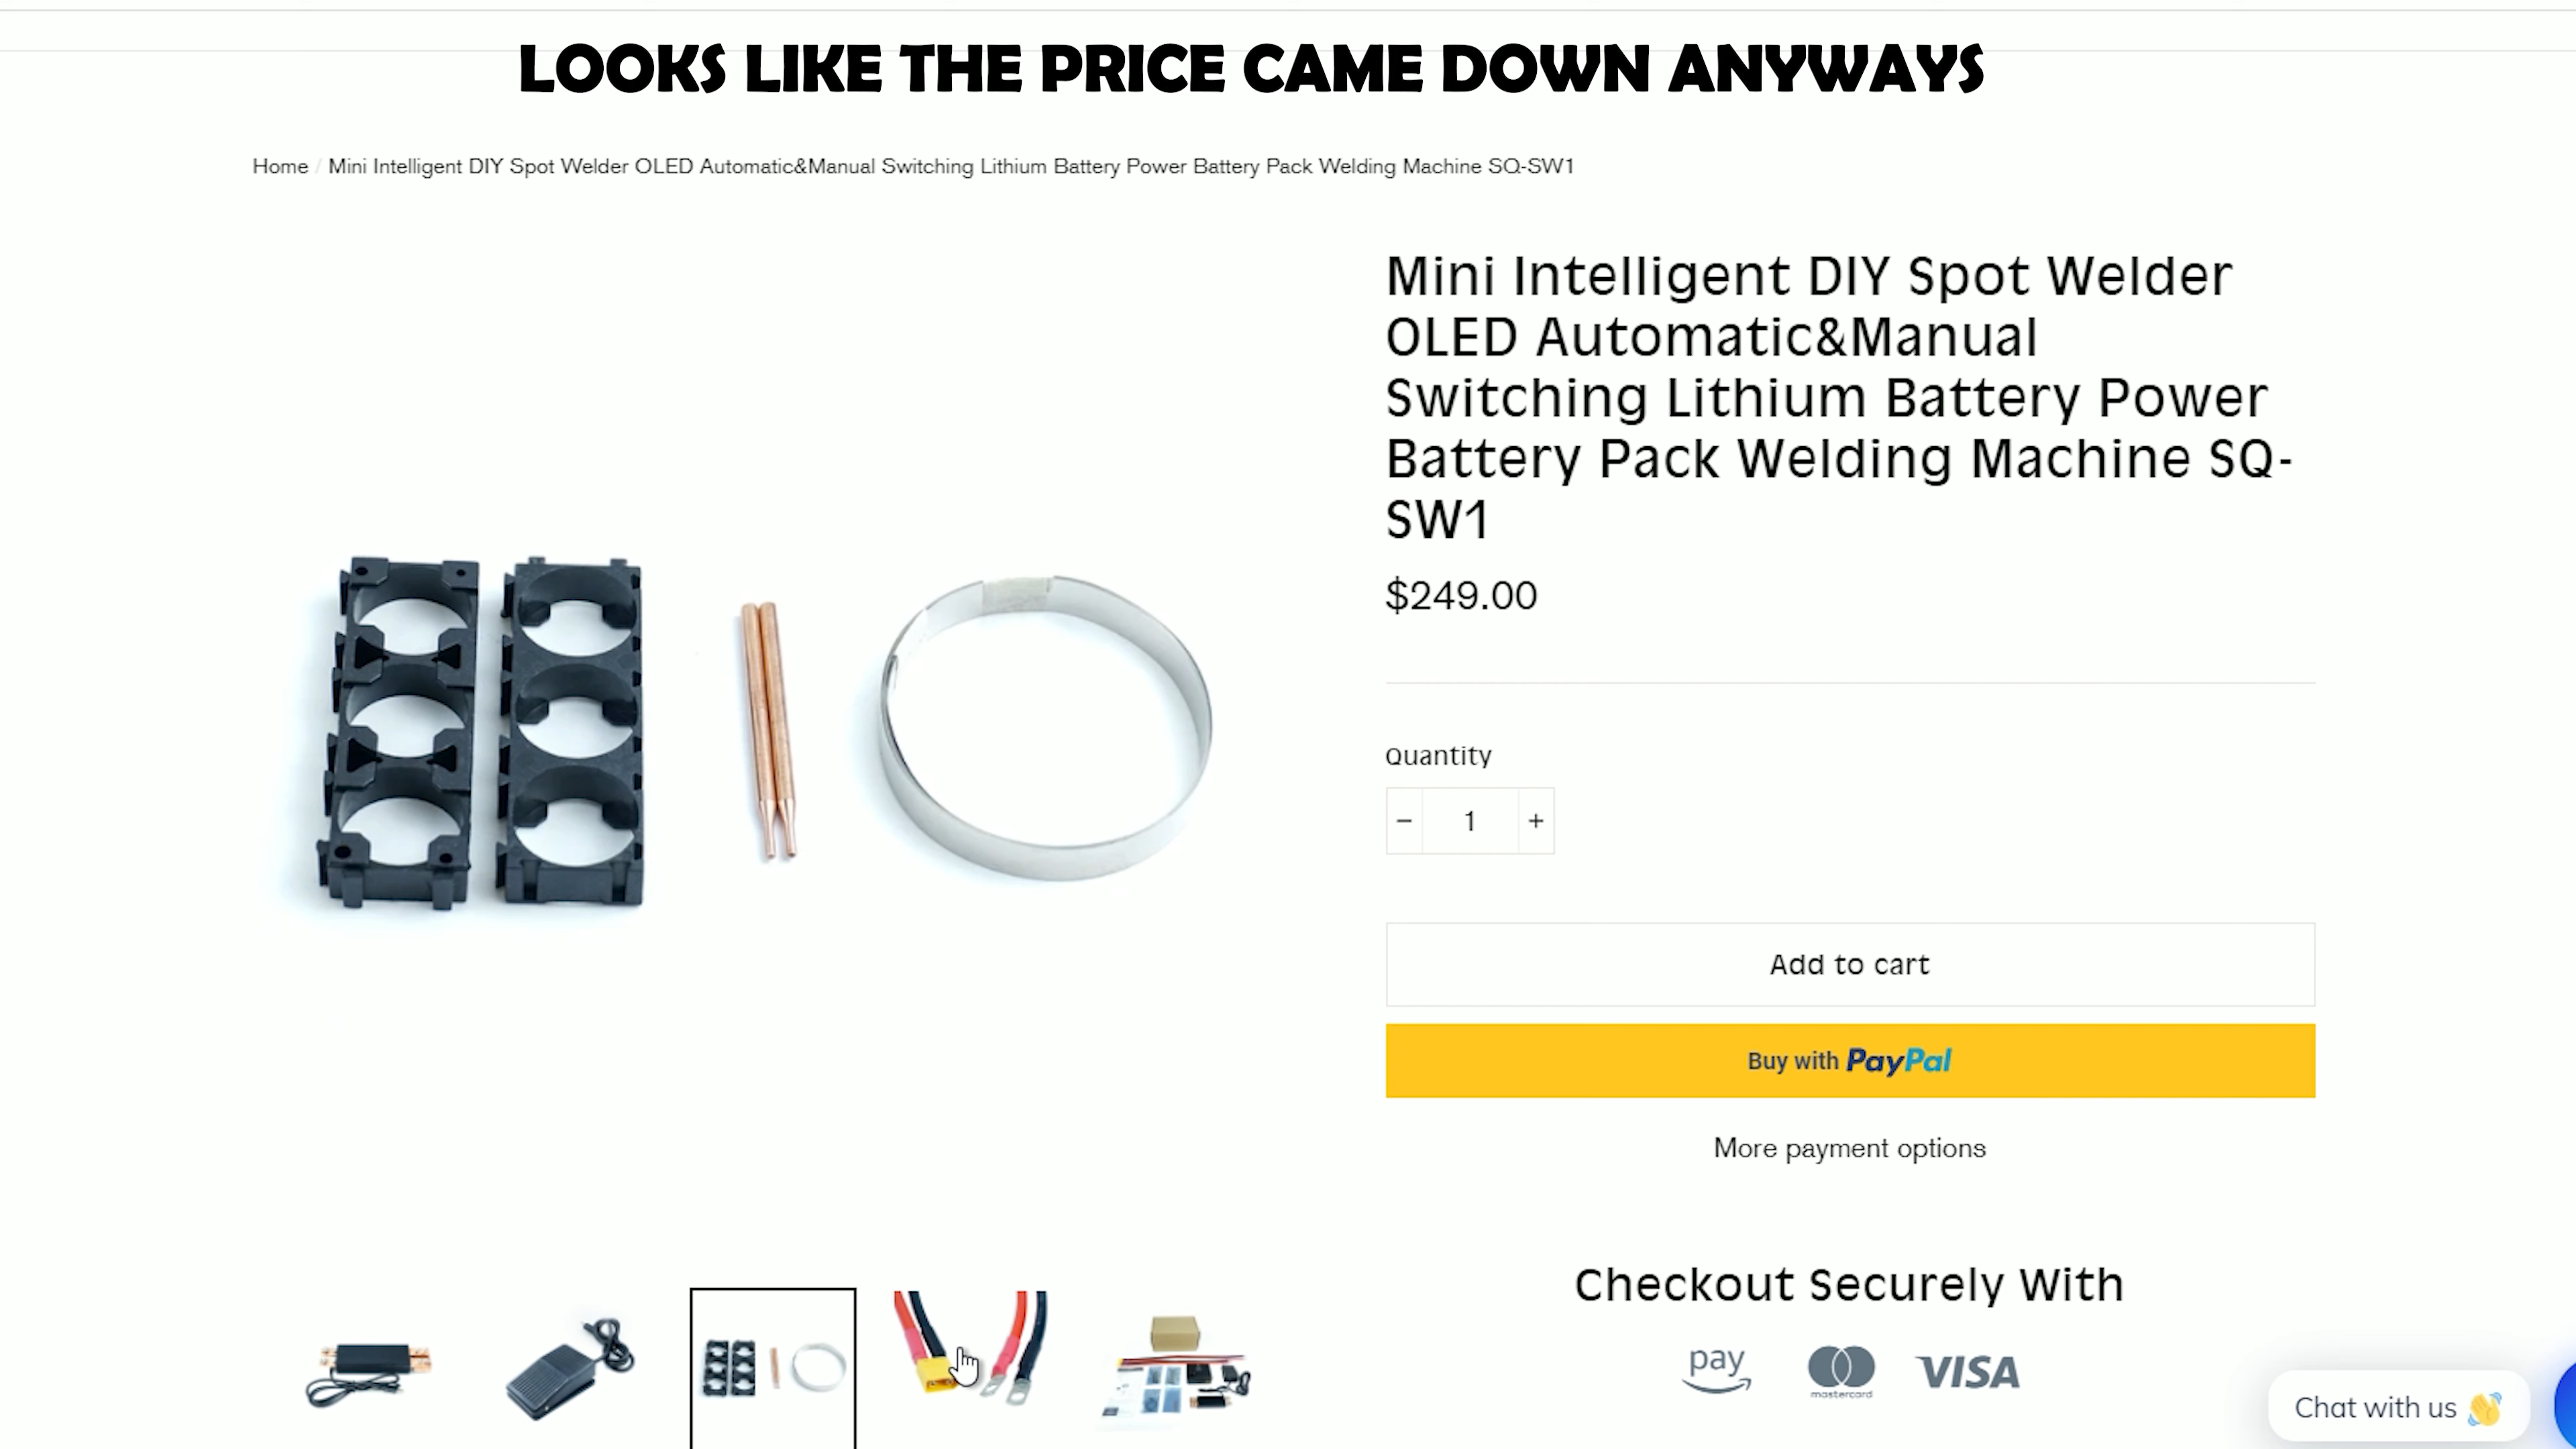 LOOKS LIKE THE PRICE CAME DOWN ANYWAYS
Home / Mini Intelligent DIY Spot Welder OLED Automatic&Manual Switching Lithium Battery Power Battery Pack Welding Machine SQ-SW1
Mini Intelligent DIY Spot Welder
OLED Automatic&Manual
Switching Lithium Battery Power
Battery Pack Welding Machine SQ-
SW1
$249.00
Quantity
− 1 +
Add to cart
Buy with PayPal
More payment options
Checkout Securely With
pay mastercard VISA
Chat with us 👋